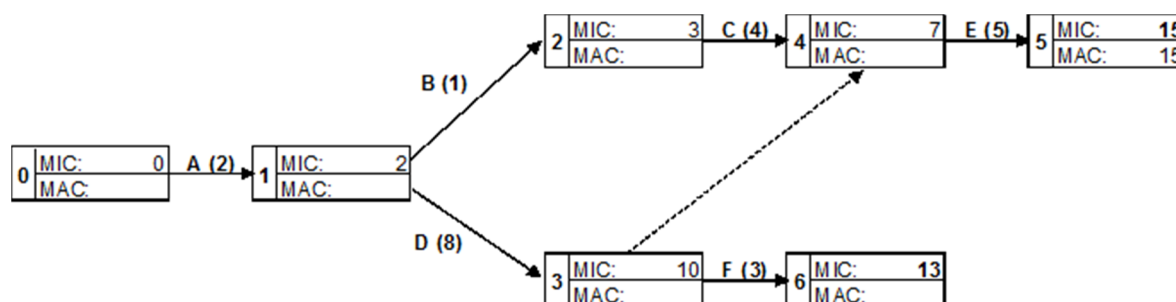 2 MIC: 3
MAC:
C (4)
4 MIC: 7
MAC:
E (5)
5 MIC: 15
MAC: 15
B (1)
0 MIC: 0
MAC:
A (2)
1 MIC: 2
MAC:
D (8)
3 MIC: 10
MAC:
F (3)
6 MIC: 13
MAC: